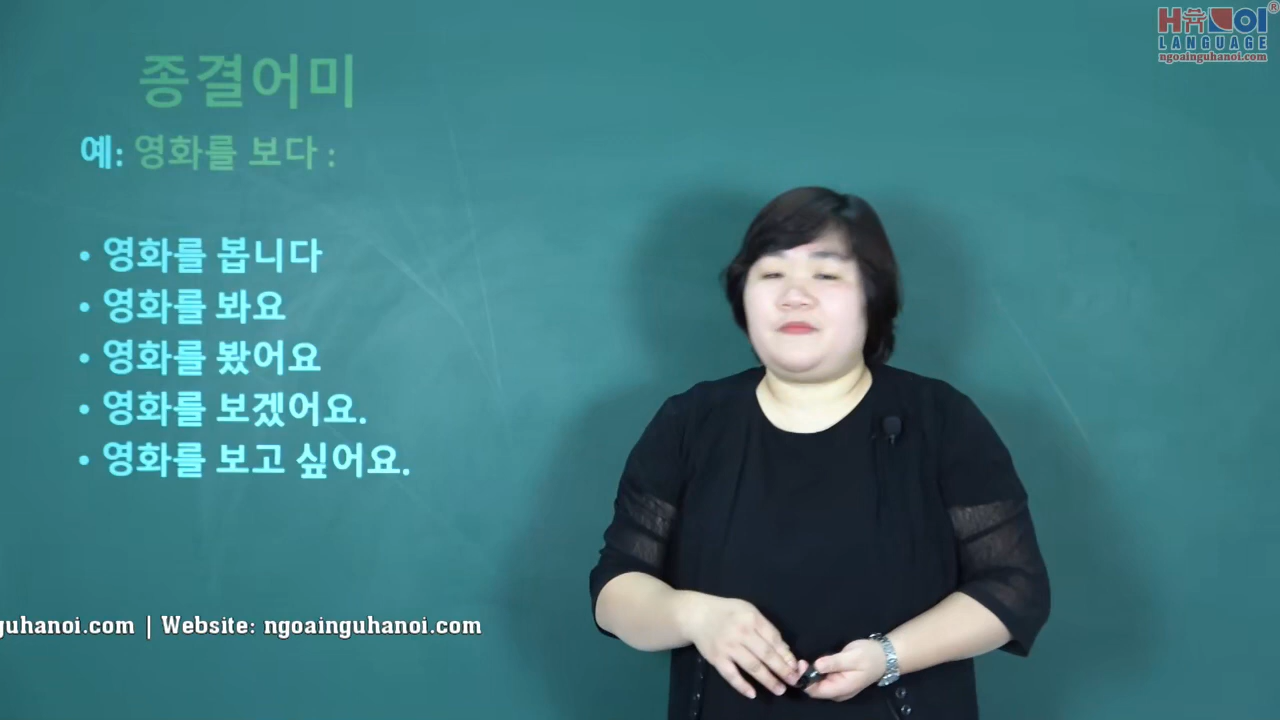 HANOI
LANGUAGE
ngoainguhanoi.com
종결어미
예: 영화를 보다 :
• 영화를 봅니다
• 영화를 봐요
• 영화를 봤어요
• 영화를 보겠어요.
• 영화를 보고 싶어요.
guhanoi.com | Website: ngoainguhanoi.com